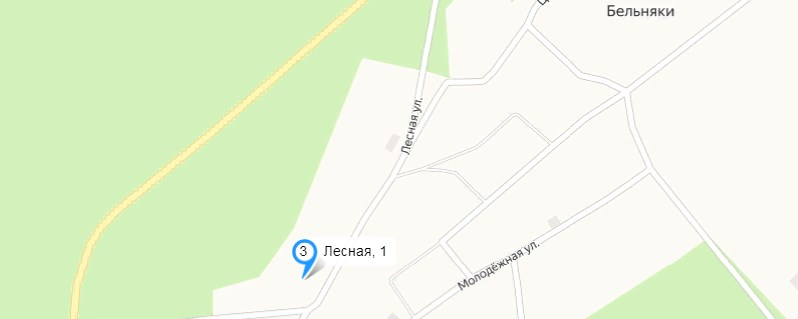 Бельняки
Лесная ул.
3 Лесная, 1
Молодёжная ул.